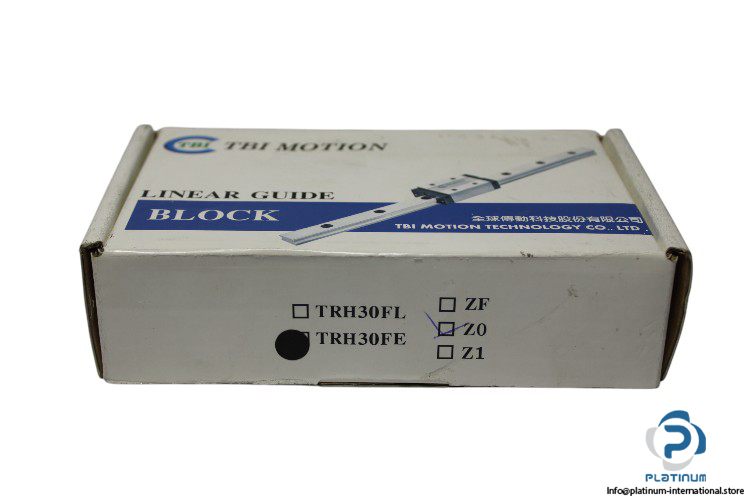 TBI TBI MOTION
LINEAR GUIDE
BLOCK
全球傳動科技股份有限公司
TBI MOTION TECHNOLOGY CO., LTD.
TRH30FL
TRH30FE
ZF
Z0
Z1
PLATINUM
Info@platinum-international.store